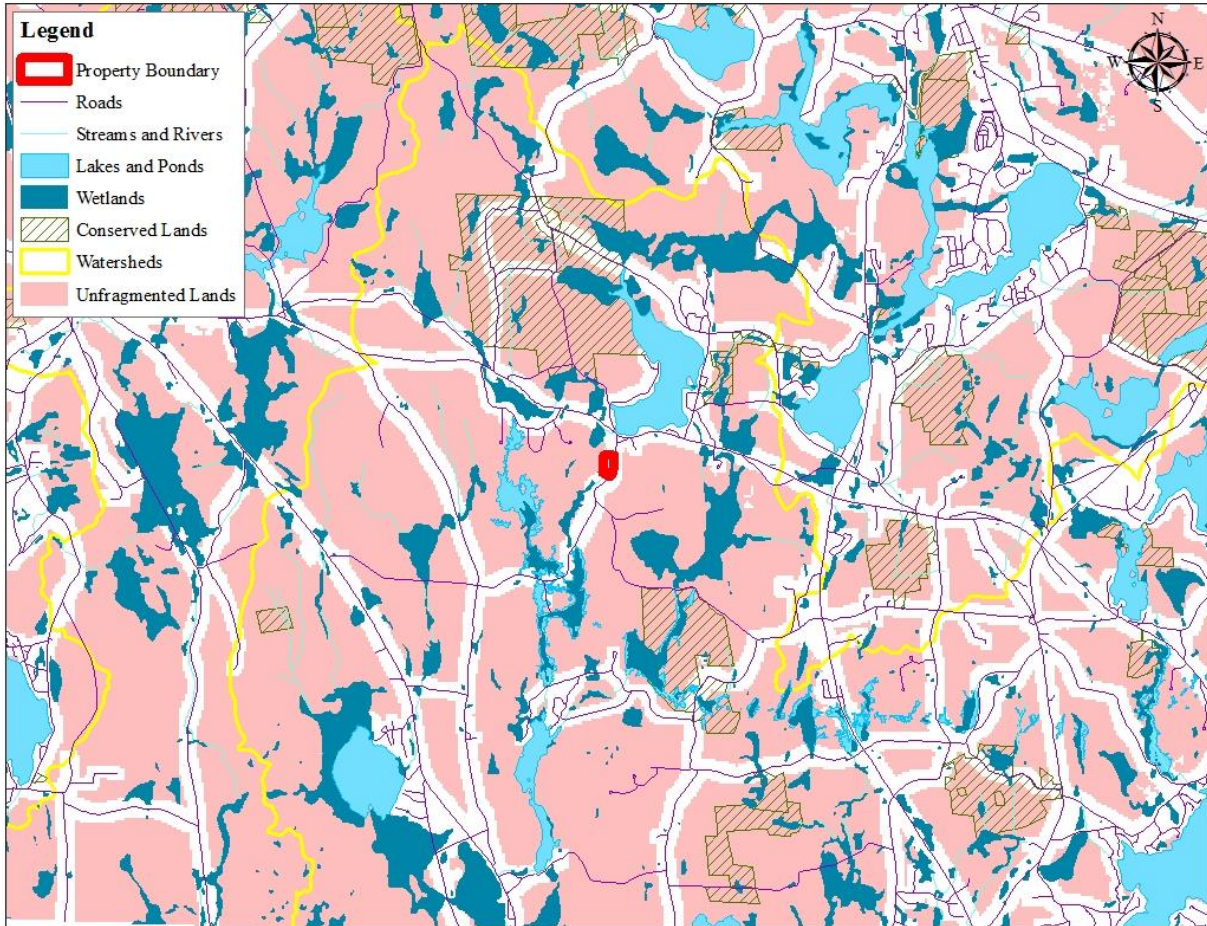 Legend
Property Boundary
Roads
Streams and Rivers
Lakes and Ponds
Wetlands
Conserved Lands
Watersheds
Unfragmented Lands
N
W E
S